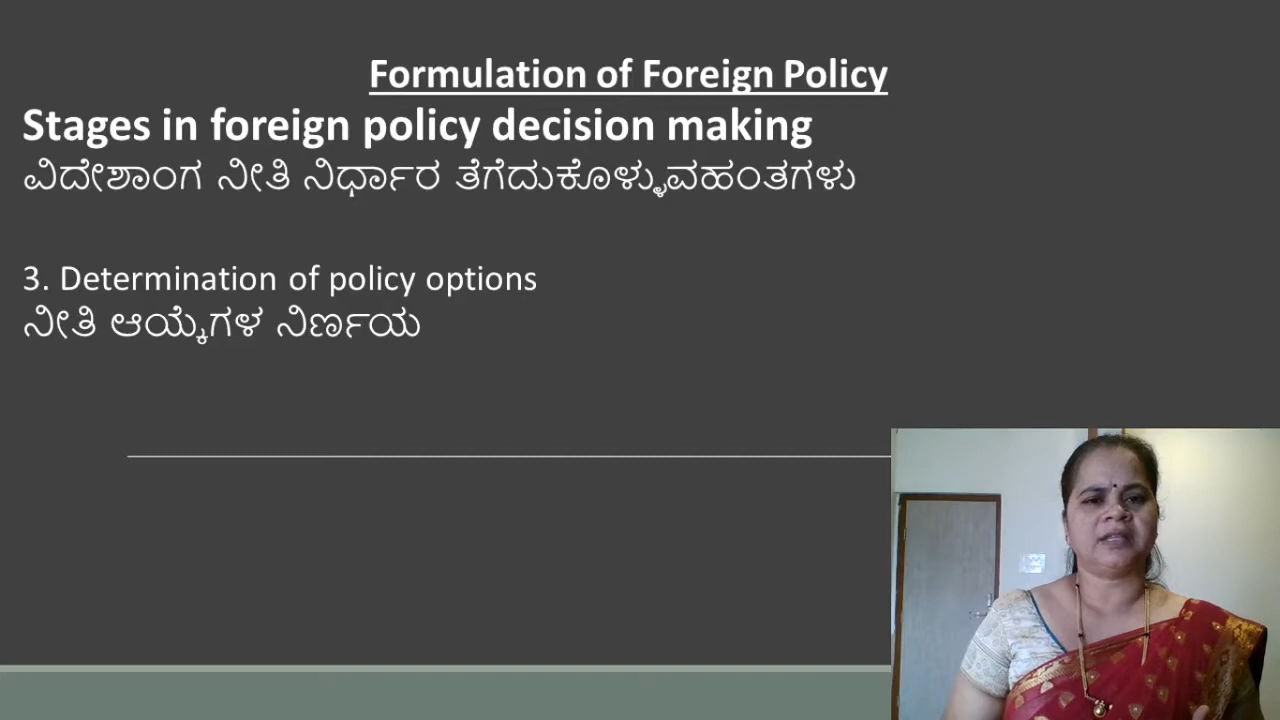 Formulation of Foreign Policy
Stages in foreign policy decision making
ವಿದೇಶಾಂಗ ನೀತಿ ನಿರ್ಧಾರ ತೆಗೆದುಕೊಳ್ಳುವಹಂತಗಳು
3. Determination of policy options
ನೀತಿ ಆಯ್ಕೆಗಳ ನಿರ್ಣಯ